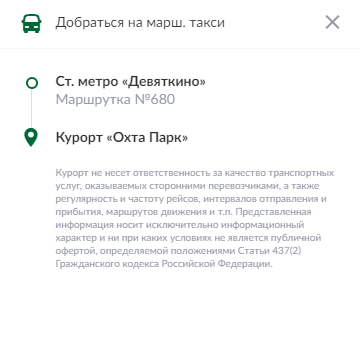 Добраться на марш. такси
Ст. метро «Девяткино»
Маршрутка №680
Курорт «Охта Парк»
Курорт не несет ответственность за качество транспортных
услуг, оказываемых сторонними перевозчиками, а также
регулярность и частоту рейсов, интервалов отправления и
прибытия, маршрутов движения и т.п. Представленная
информация носит исключительно информационный
характер и ни при каких условиях не является публичной
офертой, определяемой положениями Статьи 437(2)
Гражданского кодекса Российской Федерации.